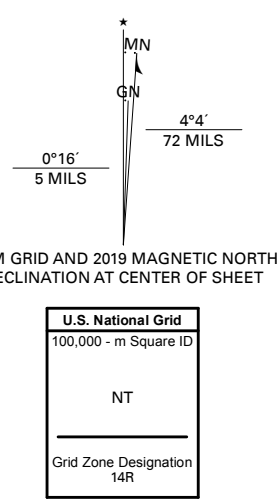 ★
MN
GN
4°4´
72 MILS
0°16´
5 MILS
M GRID AND 2019 MAGNETIC NORTH
ECLINATION AT CENTER OF SHEET
U.S. National Grid
100,000 - m Square ID
NT
Grid Zone Designation
14R